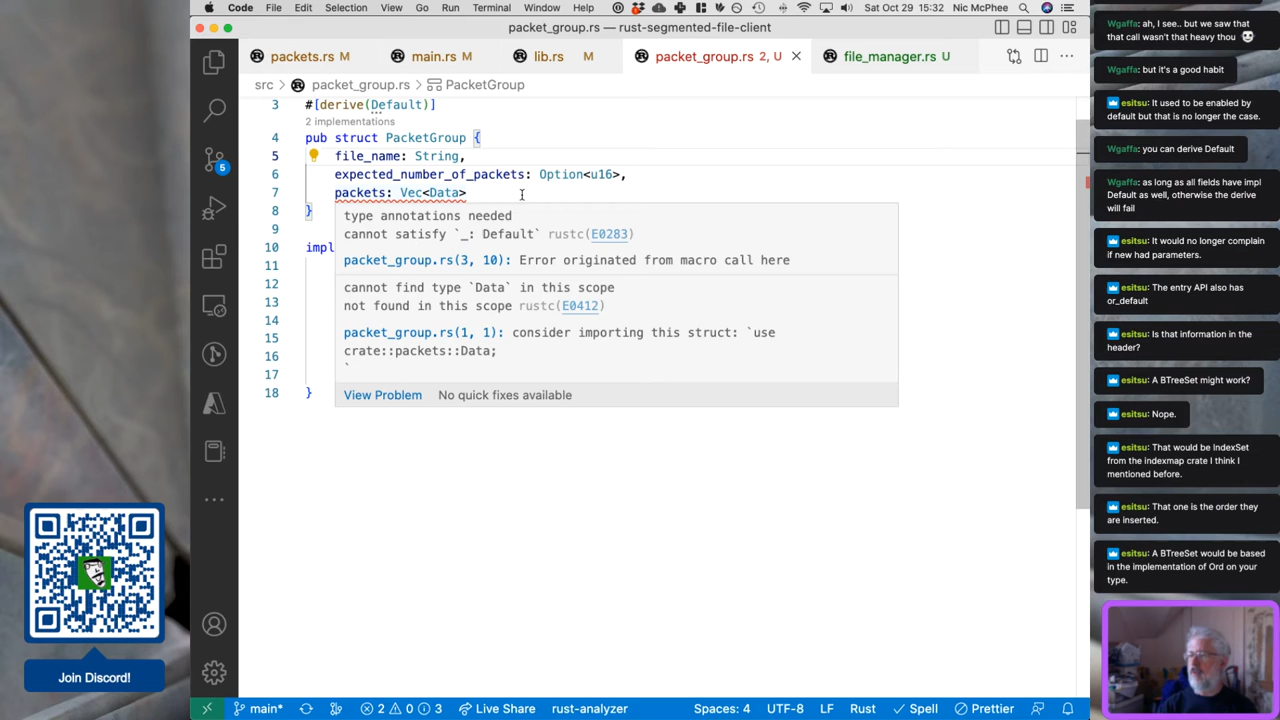 Code File Edit Selection View Go Run Terminal Window Help Sat Oct 29 15:32 Nic McPhee
packet_group.rs — rust-segmented-file-client
packets.rs M main.rs M lib.rs M packet_group.rs 2, U file_manager.rs U
src > packet_group.rs > PacketGroup
3 #[derive(Default)]
2 implementations
4 pub struct PacketGroup {
5 file_name: String,
6 expected_number_of_packets: Option<u16>,
7 packets: Vec<Data>
8 }
9
10 impl
11
12
13
14
15
16
17
18 }
type annotations needed
cannot satisfy `_: Default` rustc(E0283)
packet_group.rs(3, 10): Error originated from macro call here
cannot find type `Data` in this scope
not found in this scope rustc(E0412)
packet_group.rs(1, 1): consider importing this struct: `use
crate::packets::Data;
`
View Problem No quick fixes available
5
Join Discord!
main* 2 0 3 Live Share rust-analyzer Spaces: 4 UTF-8 LF Rust Spell Prettier
Wgaffa: ah, I see.. but we saw that
that call wasn't that heavy thou
Wgaffa: but it's a good habit
esitsu: It used to be enabled by
default but that is no longer the case.
Wgaffa: you can derive Default
Wgaffa: as long as all fields have impl
Default as well, otherwise the derive
will fail
esitsu: It would no longer complain
if new had parameters.
esitsu: The entry API also has
or_default
esitsu: Is that information in the
header?
esitsu: A BTreeSet might work?
esitsu: Nope.
esitsu: That would be IndexSet
from the indexmap crate I think I
mentioned before.
esitsu: That one is the order they
are inserted.
esitsu: A BTreeSet would be based
in the implementation of Ord on your
type.